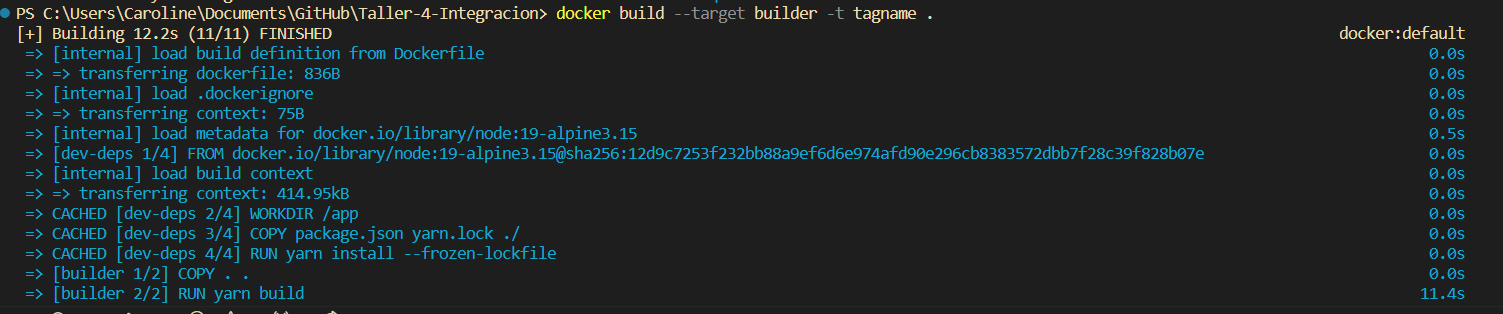 PS C:\Users\Caroline\Documents\GitHub\Taller-4-Integracion> docker build --target builder -t tagname .
[+] Building 12.2s (11/11) FINISHED docker:default
=> [internal] load build definition from Dockerfile 0.0s
=> => transferring dockerfile: 836B 0.0s
=> [internal] load .dockerignore 0.0s
=> => transferring context: 75B 0.0s
=> [internal] load metadata for docker.io/library/node:19-alpine3.15 0.5s
=> [dev-deps 1/4] FROM docker.io/library/node:19-alpine3.15@sha256:12d9c7253f232bb88a9ef6d6e974afd90e296cb8383572dbb7f28c39f828b07e 0.0s
=> [internal] load build context 0.0s
=> => transferring context: 414.95kB 0.0s
=> CACHED [dev-deps 2/4] WORKDIR /app 0.0s
=> CACHED [dev-deps 3/4] COPY package.json yarn.lock ./ 0.0s
=> CACHED [dev-deps 4/4] RUN yarn install --frozen-lockfile 0.0s
=> [builder 1/2] COPY . . 0.0s
=> [builder 2/2] RUN yarn build 11.4s